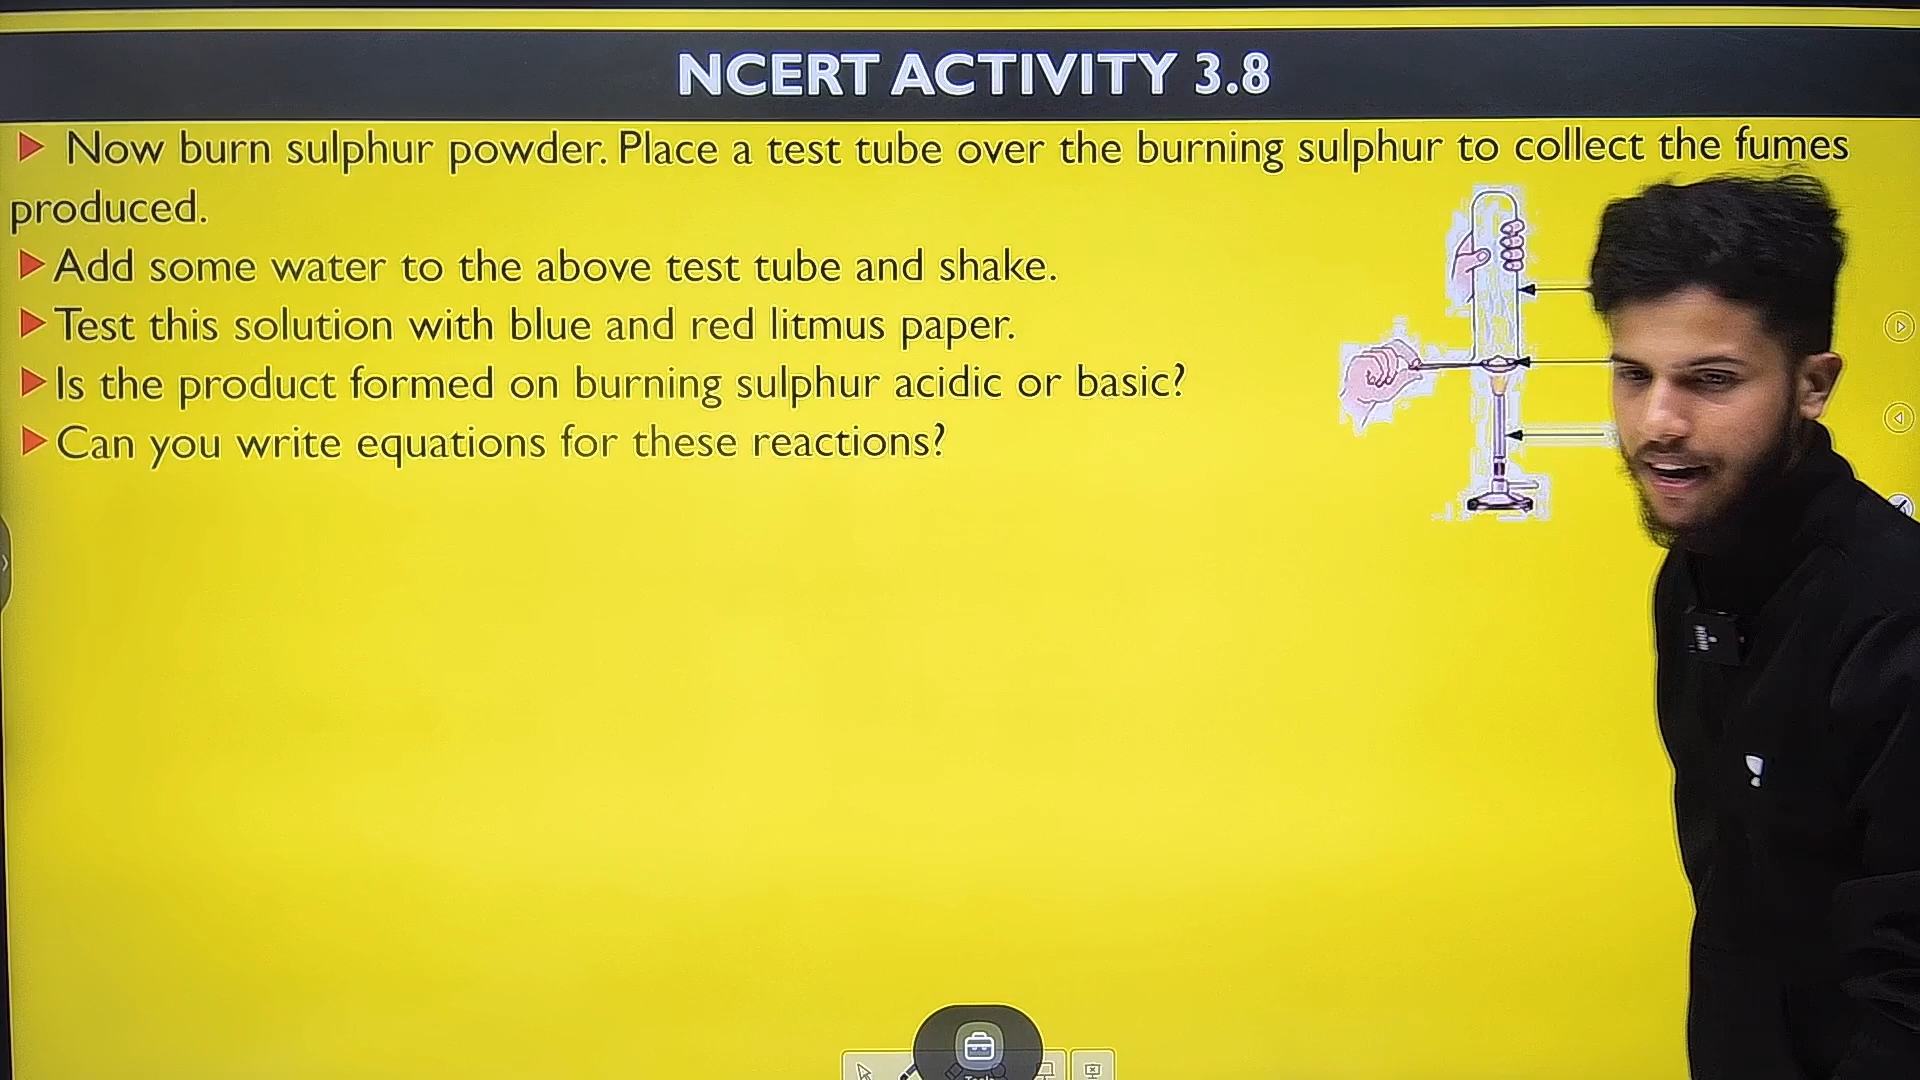 NCERT ACTIVITY 3.8
Now burn sulphur powder. Place a test tube over the burning sulphur to collect the fumes
produced.
Add some water to the above test tube and shake.
Test this solution with blue and red litmus paper.
Is the product formed on burning sulphur acidic or basic?
Can you write equations for these reactions?